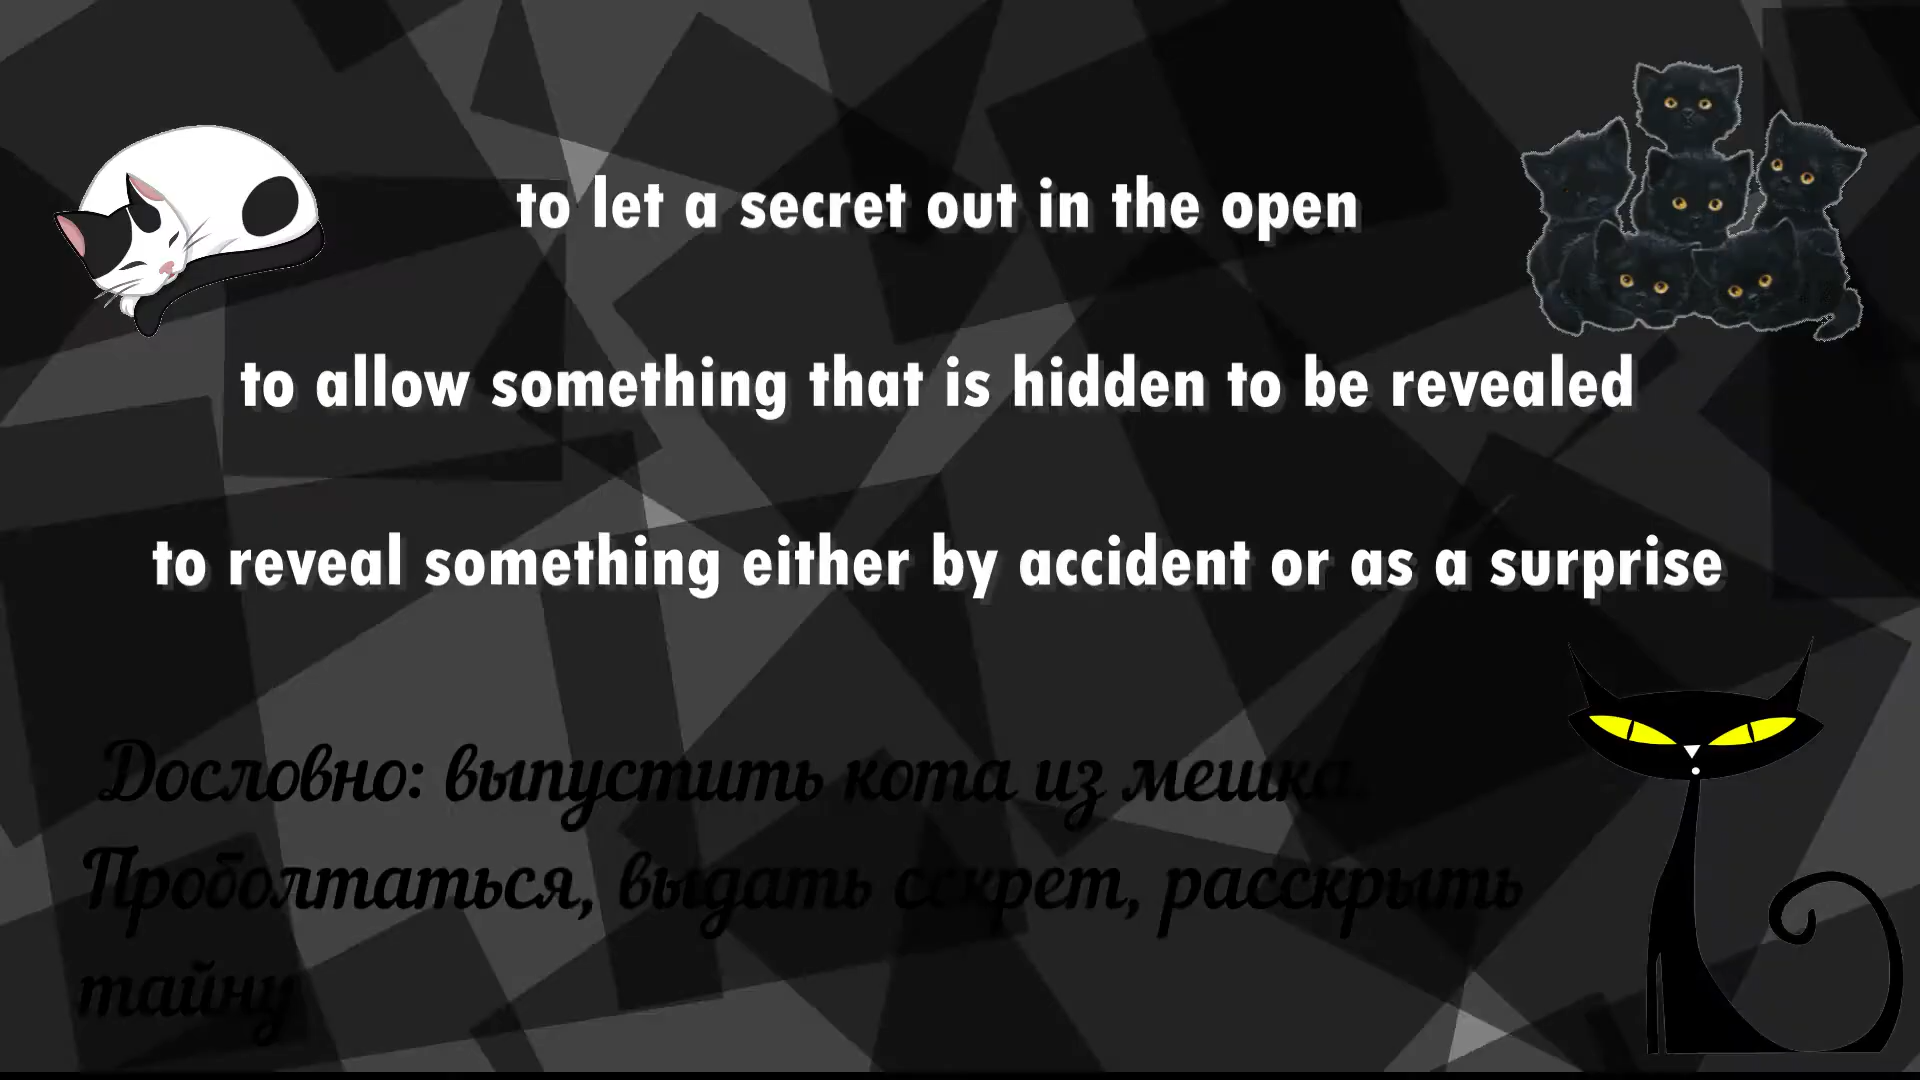 to let a secret out in the open
to allow something that is hidden to be revealed
to reveal something either by accident or as a surprise
Дословно: выпустить кота из мешка.
Проболтаться, выдать секрет, расскрыть
тайну